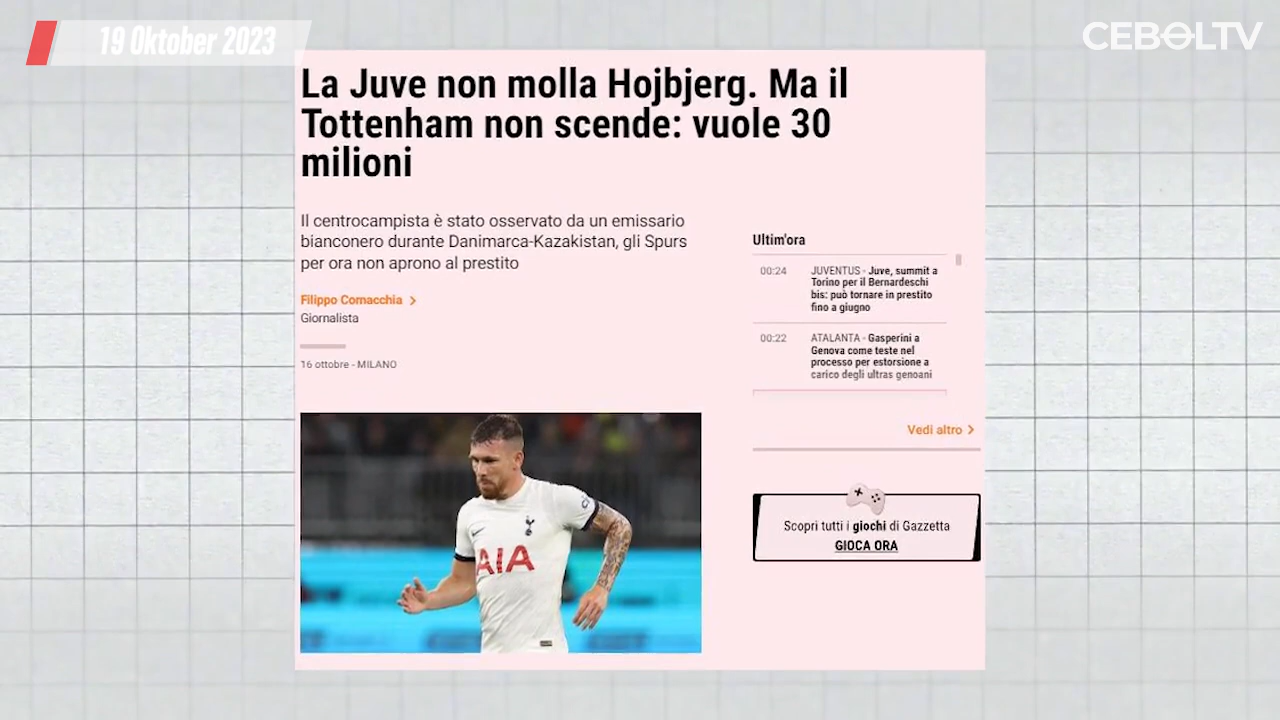 19 Oktober 2023
CEBOLTV
La Juve non molla Hojbjerg. Ma il
Tottenham non scende: vuole 30
milioni
Il centrocampista è stato osservato da un emissario
bianconero durante Danimarca-Kazakistan, gli Spurs
per ora non aprono al prestito
Filippo Cornacchia
Giornalista
16 ottobre - MILANO
Ultim'ora
00:24
JUVENTUS - Juve, summit a
Torino per il Bernardeschi
bis: può tornare in prestito
fino a giugno
00:22
ATALANTA - Gasperini a
Genova come teste nel
processo per estorsione a
carico degli ultras genoani
Vedi altro
Scopri tutti i giochi di Gazzetta
GIOCA ORA
AIA